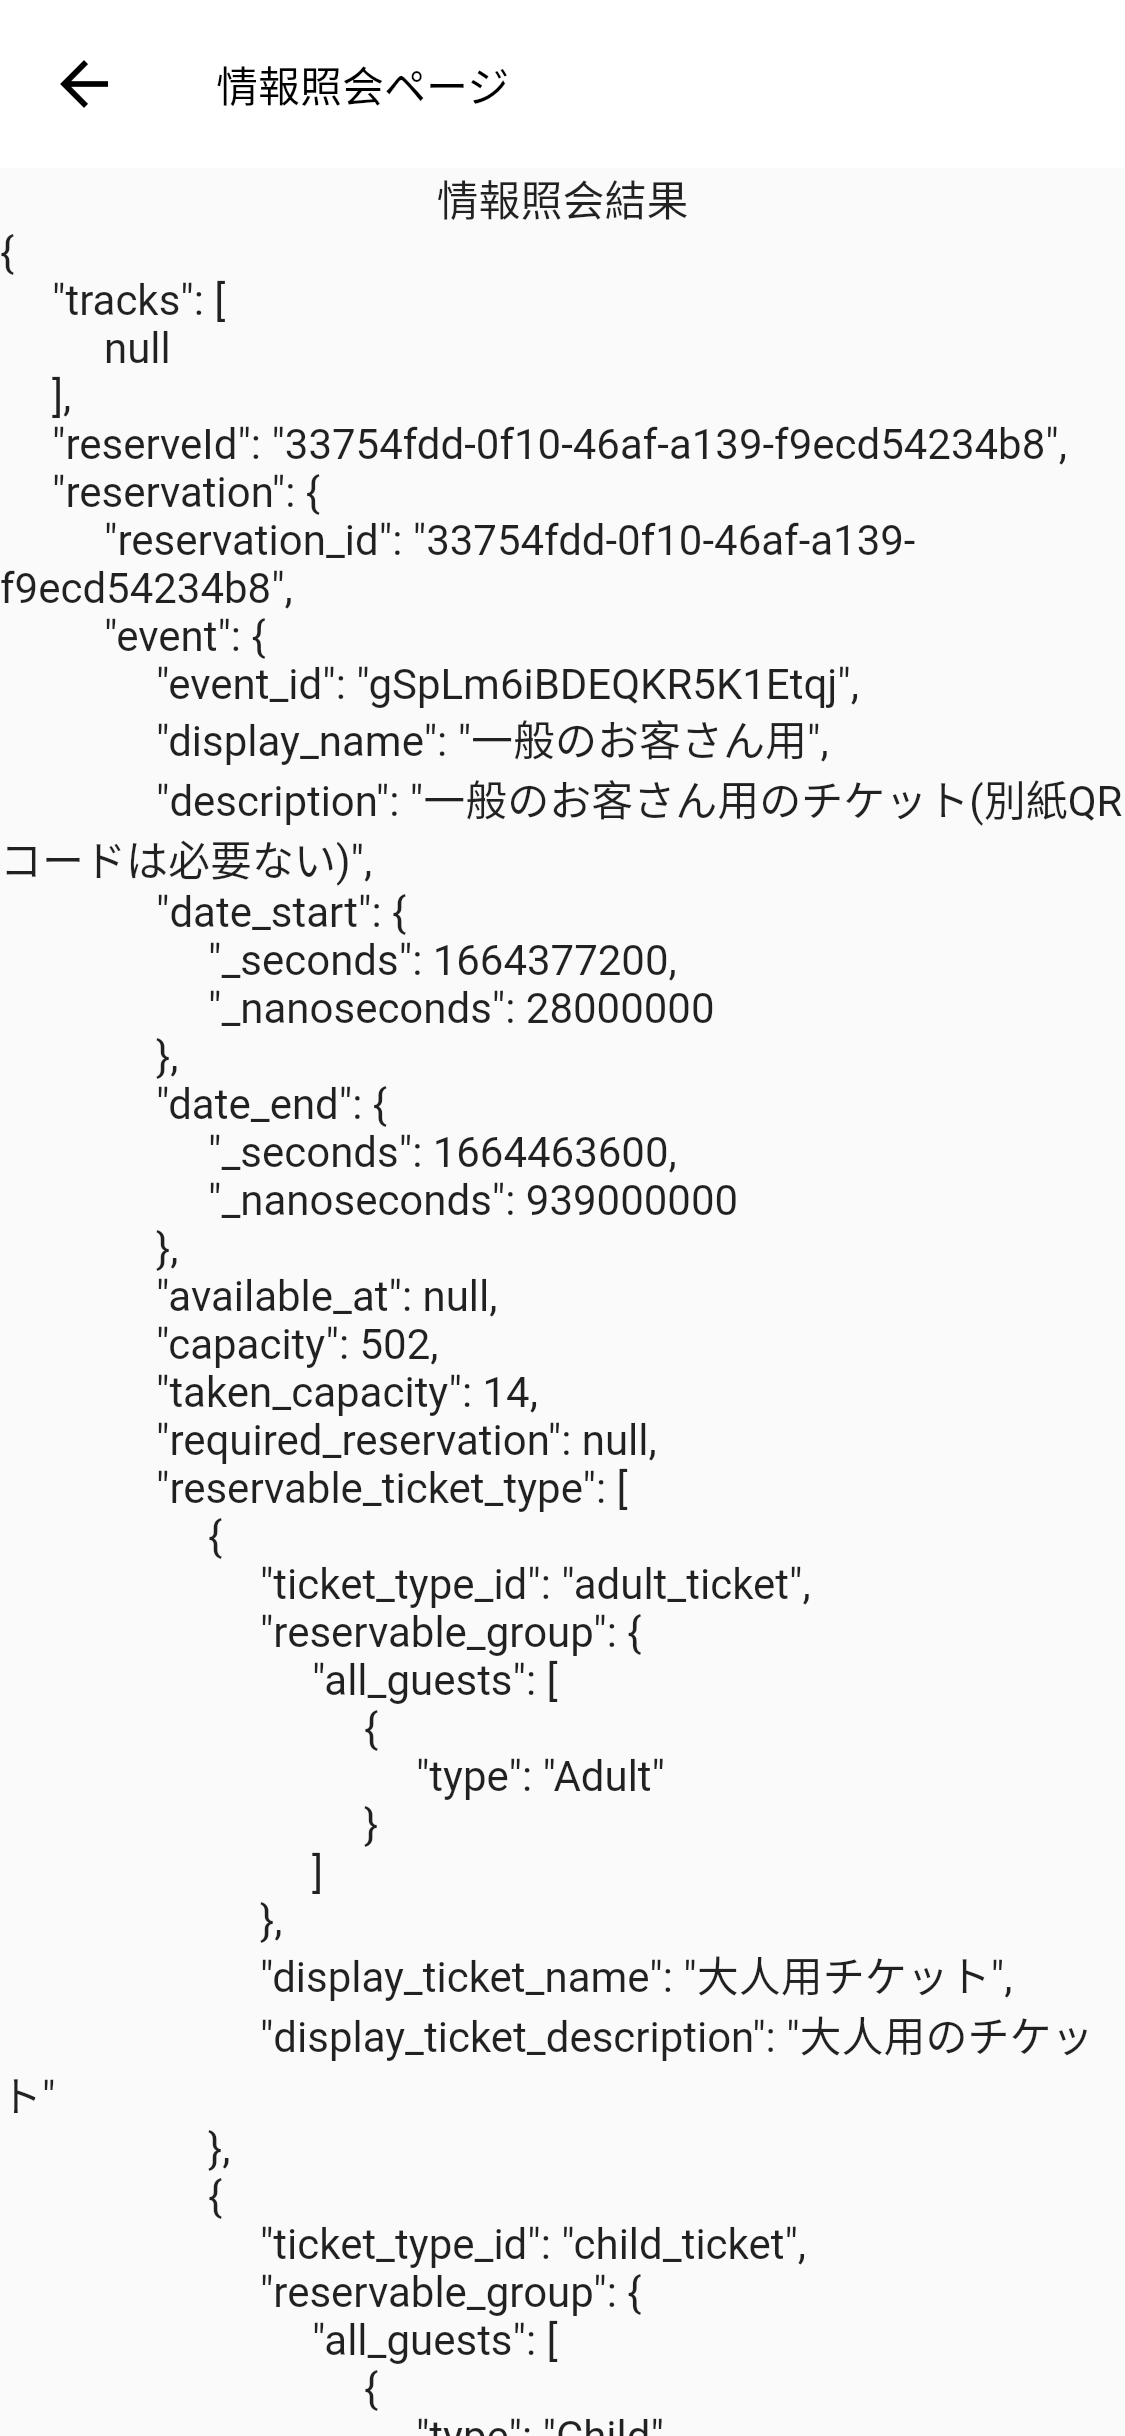 情報照会ページ
情報照会結果
{
"tracks": [
null
],
"reserveId": "33754fdd-0f10-46af-a139-f9ecd54234b8",
"reservation": {
"reservation_id": "33754fdd-0f10-46af-a139-
f9ecd54234b8",
"event": {
"event_id": "gSpLm6iBDEQKR5K1Etqj",
"display_name": "一般のお客さん用",
"description": "一般のお客さん用のチケット(別紙QR
コードは必要ない)",
"date_start": {
"_seconds": 1664377200,
"_nanoseconds": 28000000
},
"date_end": {
"_seconds": 1664463600,
"_nanoseconds": 939000000
},
"available_at": null,
"capacity": 502,
"taken_capacity": 14,
"required_reservation": null,
"reservable_ticket_type": [
{
"ticket_type_id": "adult_ticket",
"reservable_group": {
"all_guests": [
{
"type": "Adult"
}
]
},
"display_ticket_name": "大人用チケット",
"display_ticket_description": "大人用のチケッ
ト"
},
{
"ticket_type_id": "child_ticket",
"reservable_group": {
"all_guests": [
{
"type": "Child"